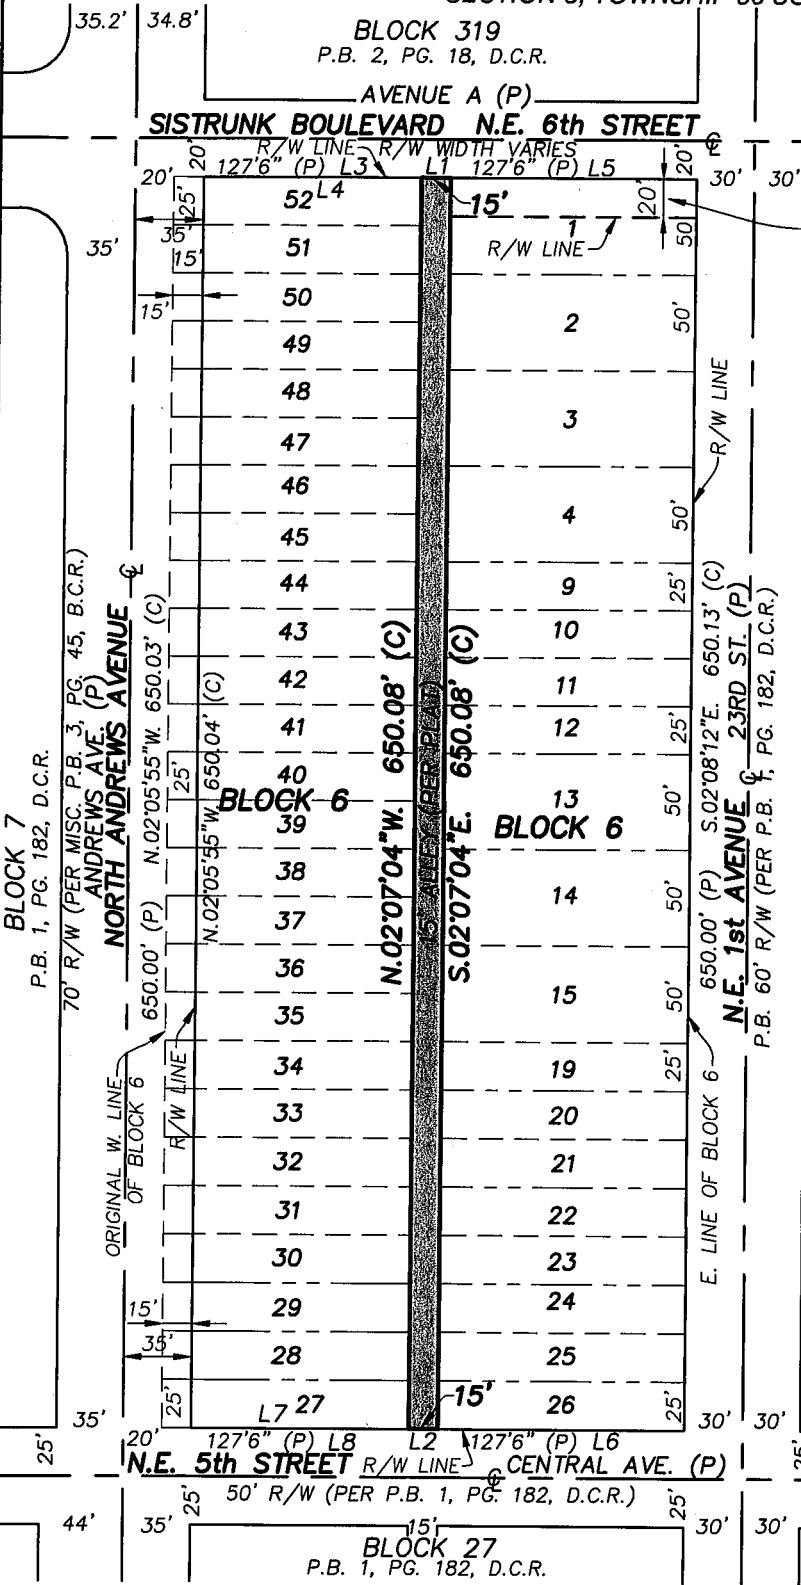 35.2'
34.8'
BLOCK 319
P.B. 2, PG. 18, D.C.R.
AVENUE A (P)
SISTRUNK BOULEVARD N.E. 6th STREET
R/W LINE R/W WIDTH VARIES
20'
127'6" (P) L3
L1
127'6" (P) L5
20'
20'
30'
30'
25'
52
L4
15'
20'
1
50'
R/W LINE
35'
35'
15'
51
15'
50
2
50'
49
48
3
R/W LINE
47
46
4
50'
45
44
9
25'
43
10
42
11
41
12
25'
40
13
50'
25'
BLOCK 6
BLOCK 6
39
38
14
50'
37
36
15
50'
35
34
19
25'
33
20
32
21
31
22
30
23
29
24
28
25
27
26
BLOCK 7
P.B. 1, PG. 182, D.C.R.
70' R/W (PER MISC. P.B. 3, PG. 45, B.C.R.)
ANDREWS AVE. (P)
NORTH ANDREWS AVENUE
650.00' (P) N.02°05'55"W. 650.03' (C)
N.02°05'55"W. 650.04' (C)
N.02°07'04"W. 650.08' (C)
15' ALLEY (PER PLAT)
S.02°07'04"E. 650.08' (C)
650.00' (P) S.02°08'12"E. 650.13' (C)
N.E. 1st AVENUE 23RD ST. (P)
P.B. 60' R/W (PER P.B. 1, PG. 182, D.C.R.)
ORIGINAL W. LINE
OF BLOCK 6
R/W LINE
E. LINE OF BLOCK 6
15'
35'
25'
L7
15'
25'
35'
20'
127'6" (P) L8
L2
127'6" (P) L6
30'
30'
25'
N.E. 5th STREET
R/W LINE
CENTRAL AVE. (P)
25'
25'
50' R/W (PER P.B. 1, PG. 182, D.C.R.)
25'
44'
35'
15'
30'
30'
BLOCK 27
P.B. 1, PG. 182, D.C.R.